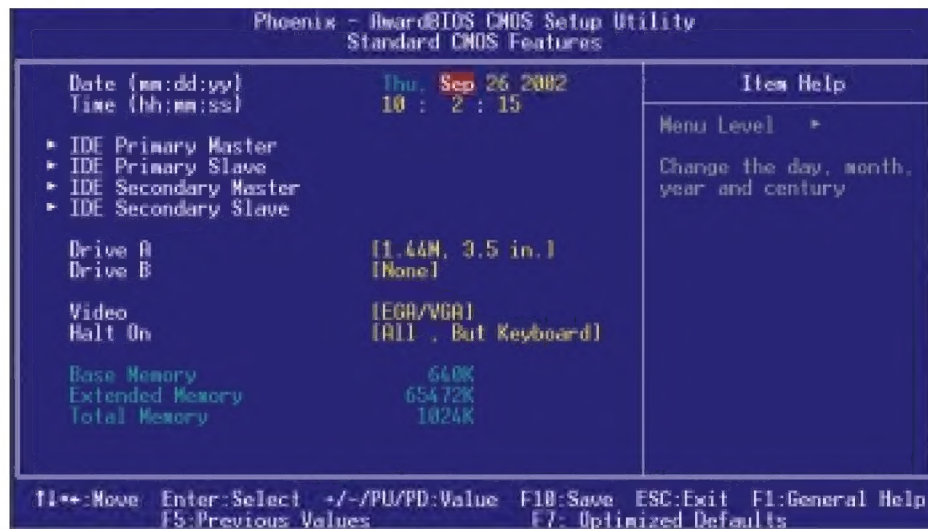 Phoenix - AwardBIOS CMOS Setup Utility
Standard CMOS Features
Date (mm:dd:yy) Thu, Sep 26 2002
Time (hh:mm:ss) 10 : 2 : 15
► IDE Primary Master
► IDE Primary Slave
► IDE Secondary Master
► IDE Secondary Slave
Drive A [1.44M, 3.5 in.]
Drive B [None]
Video [EGA/VGA]
Halt On [All , But Keyboard]
Base Memory 640K
Extended Memory 65472K
Total Memory 1024K
Item Help
Menu Level ►
Change the day, month,
year and century
↑↓→←:Move Enter:Select +/-/PU/PD:Value F10:Save ESC:Exit F1:General Help
F5:Previous Values F7: Optimized Defaults